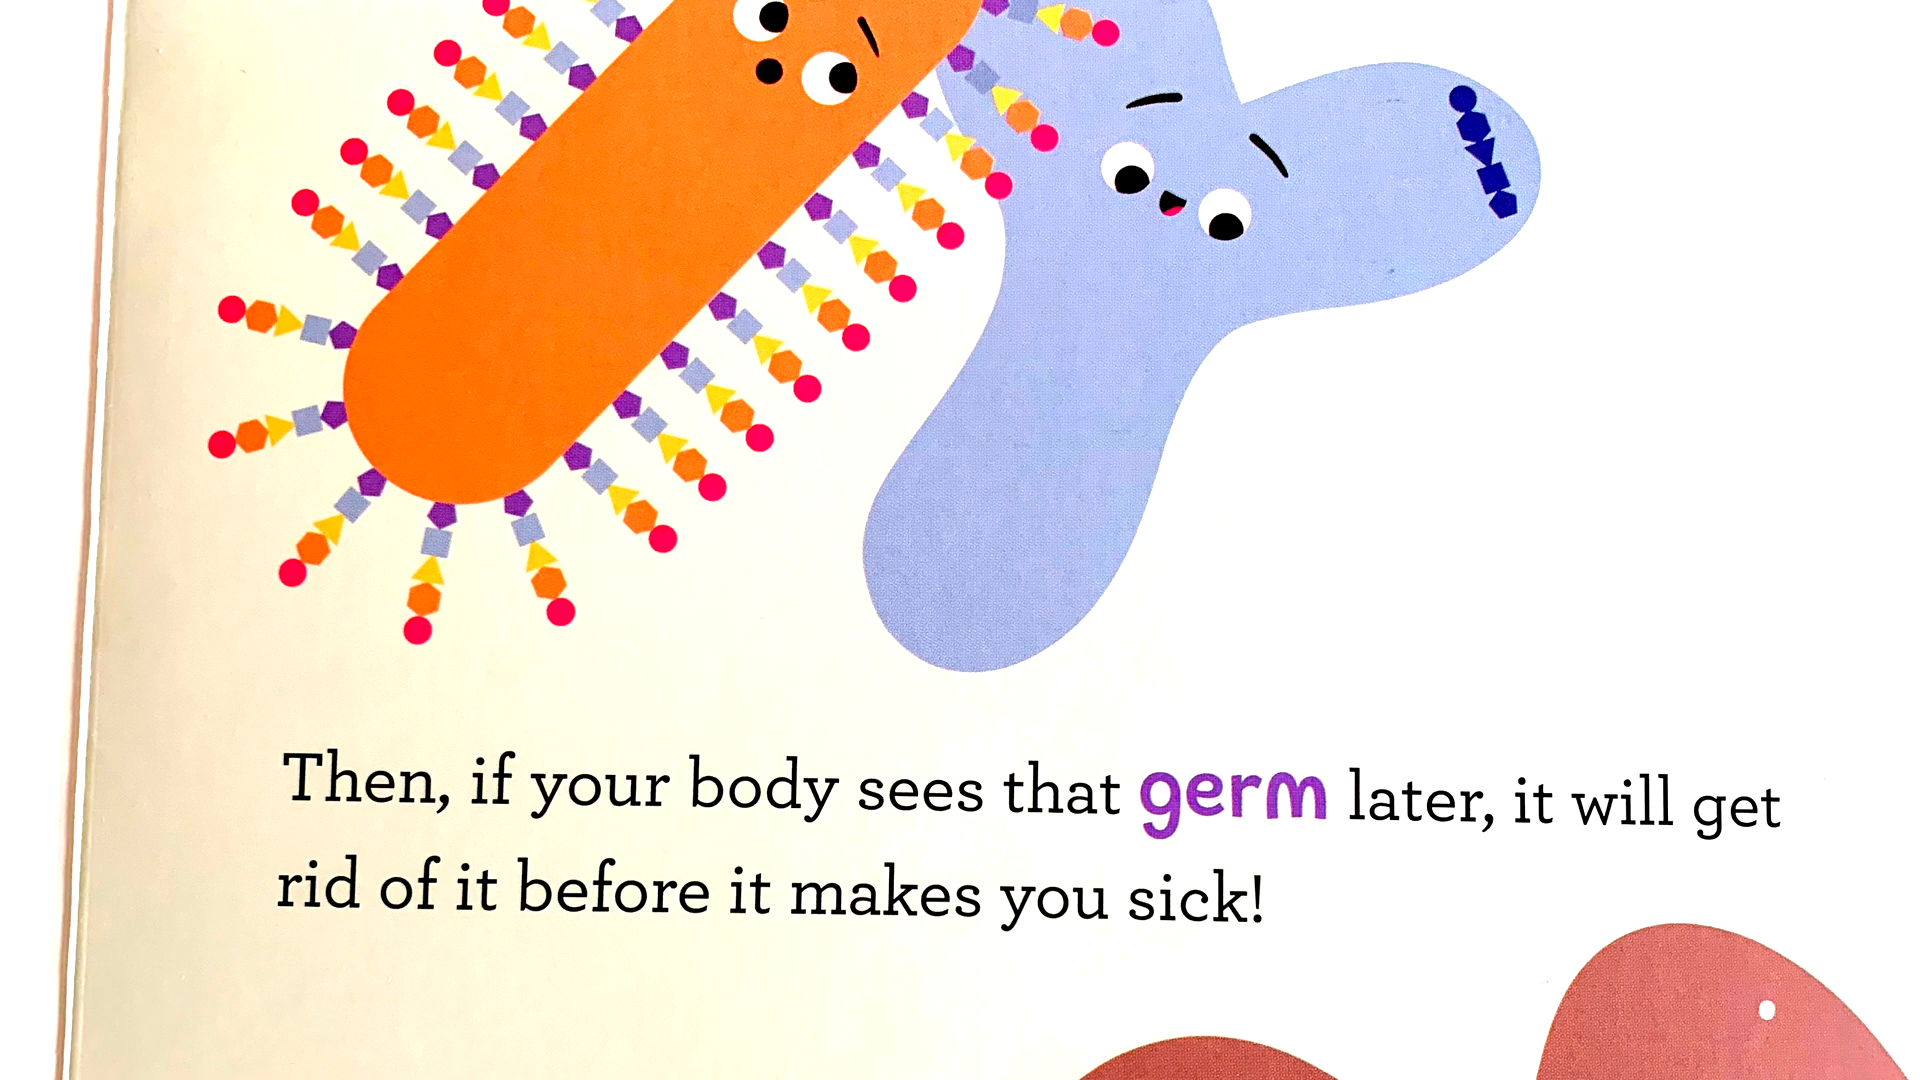 Then, if your body sees that germ later, it will get
rid of it before it makes you sick!